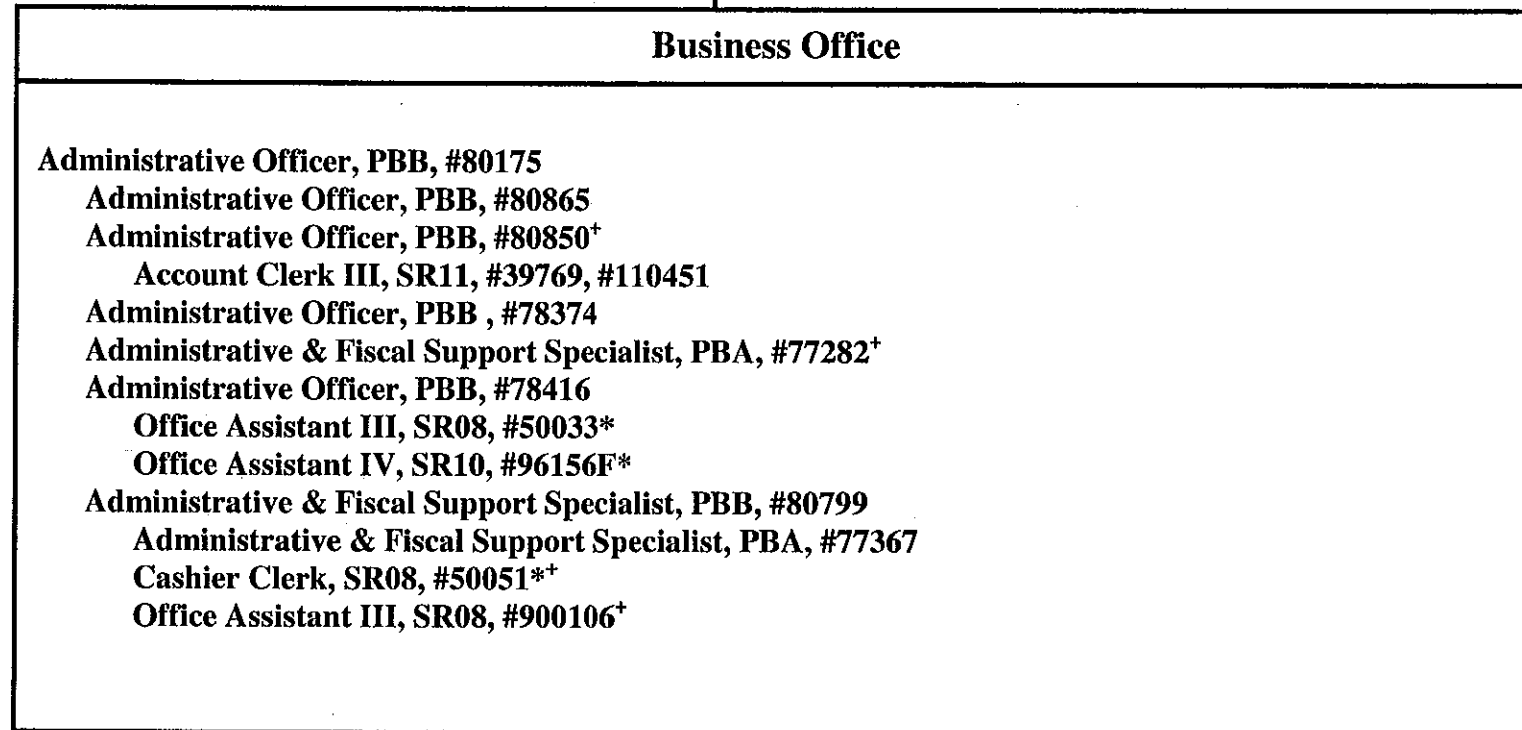 Business Office
Administrative Officer, PBB, #80175
Administrative Officer, PBB, #80865
Administrative Officer, PBB, #80850⁺
Account Clerk III, SR11, #39769, #110451
Administrative Officer, PBB , #78374
Administrative & Fiscal Support Specialist, PBA, #77282⁺
Administrative Officer, PBB, #78416
Office Assistant III, SR08, #50033*
Office Assistant IV, SR10, #96156F*
Administrative & Fiscal Support Specialist, PBB, #80799
Administrative & Fiscal Support Specialist, PBA, #77367
Cashier Clerk, SR08, #50051*⁺
Office Assistant III, SR08, #900106⁺